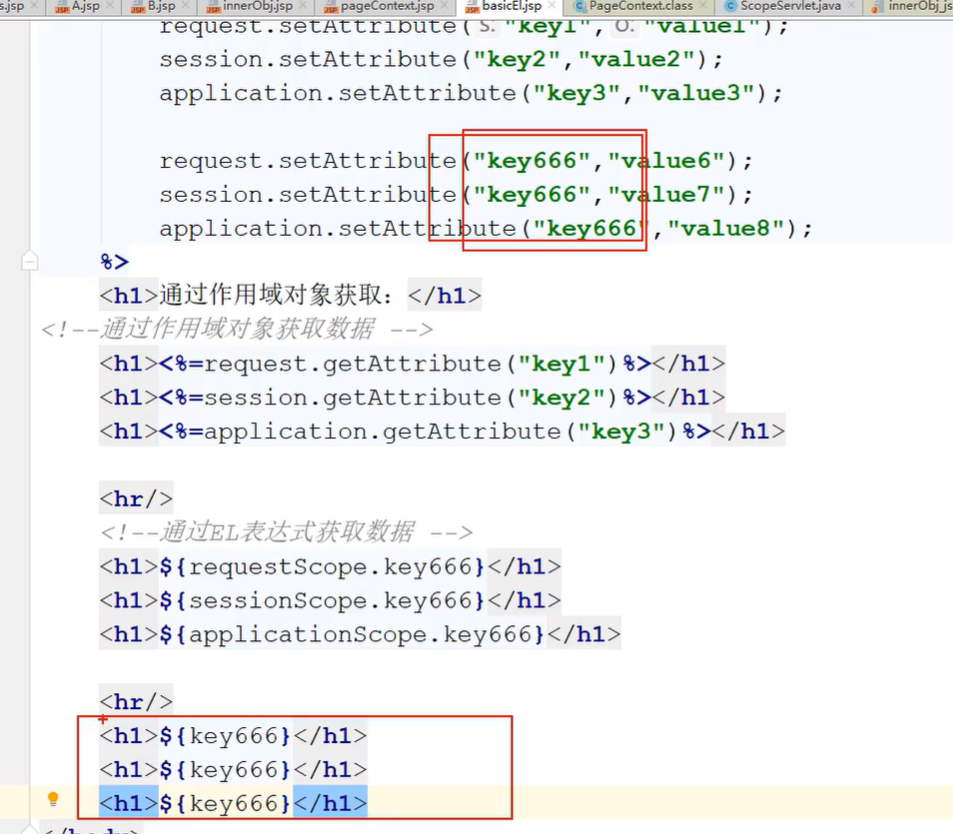 s.jsp A.jsp B.jsp innerObj.jsp pageContext.jsp basicEl.jsp PageContext.class ScopeServlet.java innerObj_js
request.setAttribute( s: "key1", o: "value1");
session.setAttribute("key2","value2");
application.setAttribute("key3","value3");
request.setAttribute("key666","value6");
session.setAttribute("key666","value7");
application.setAttribute("key666","value8");
%>
<h1>通过作用域对象获取：</h1>
<!--通过作用域对象获取数据 -->
<h1><%=request.getAttribute("key1")%></h1>
<h1><%=session.getAttribute("key2")%></h1>
<h1><%=application.getAttribute("key3")%></h1>
<hr/>
<!--通过EL表达式获取数据 -->
<h1>${requestScope.key666}</h1>
<h1>${sessionScope.key666}</h1>
<h1>${applicationScope.key666}</h1>
<hr/>
<h1>${key666}</h1>
<h1>${key666}</h1>
<h1>${key666}</h1>
</body>